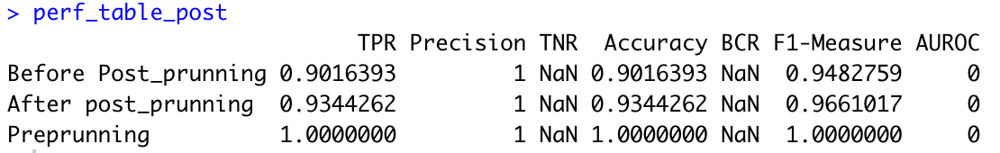 > perf_table_post
TPR Precision TNR Accuracy BCR F1-Measure AUROC
Before Post_prunning 0.9016393 1 NaN 0.9016393 NaN 0.9482759 0
After post_prunning 0.9344262 1 NaN 0.9344262 NaN 0.9661017 0
Preprunning 1.0000000 1 NaN 1.0000000 NaN 1.0000000 0